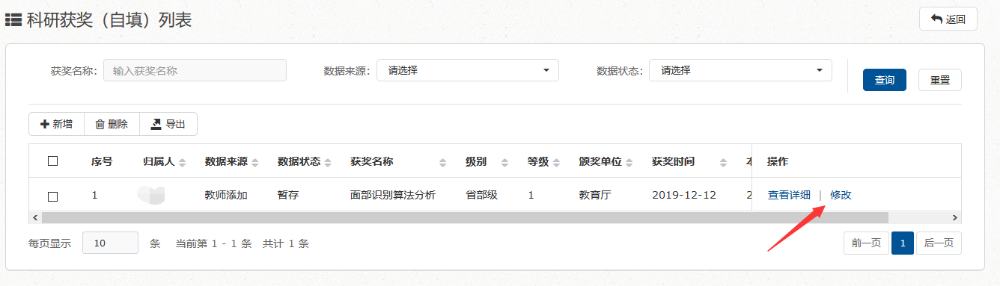 科研获奖（自填）列表
返回
获奖名称： 输入获奖名称 数据来源： 请选择 数据状态： 请选择 查询 重置
新增 删除 导出
序号 归属人 数据来源 数据状态 获奖名称 级别 等级 颁奖单位 获奖时间 操作
1 教师添加 暂存 面部识别算法分析 省部级 1 教育厅 2019-12-12 2 查看详细 | 修改
每页显示 10 条 当前第 1 - 1 条 共计 1 条 前一页 1 后一页